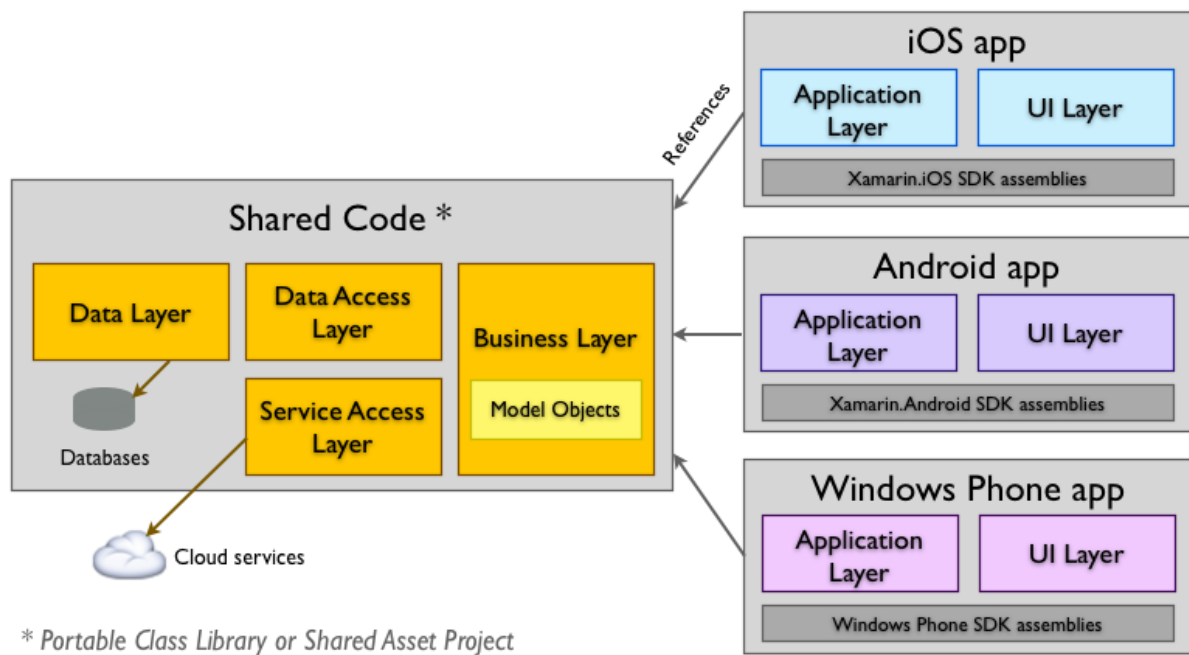 iOS app
Application
Layer
UI Layer
Xamarin.iOS SDK assemblies
References
Shared Code *
Data Layer
Data Access
Layer
Business Layer
Model Objects
Service Access
Layer
Databases
Cloud services
Android app
Application
Layer
UI Layer
Xamarin.Android SDK assemblies
Windows Phone app
Application
Layer
UI Layer
Windows Phone SDK assemblies
* Portable Class Library or Shared Asset Project